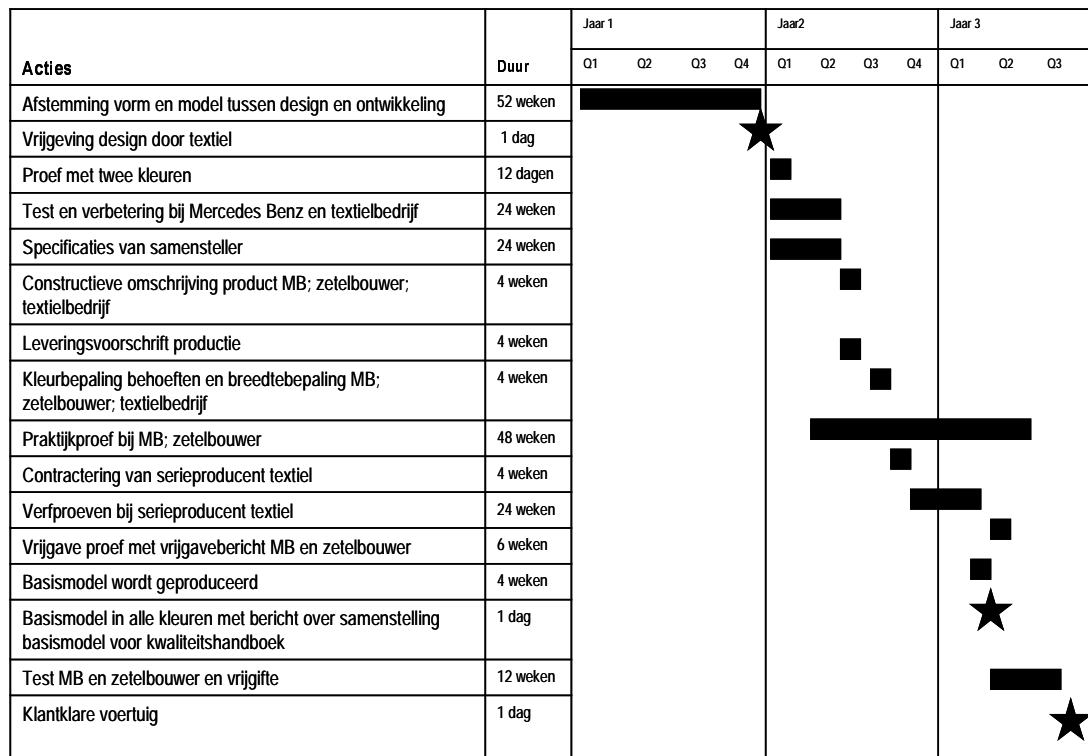 Jaar 1 Jaar2 Jaar 3
Acties Duur Q1 Q2 Q3 Q4 Q1 Q2 Q3 Q4 Q1 Q2 Q3
Afstemming vorm en model tussen design en ontwikkeling 52 weken
Vrijgeving design door textiel 1 dag
Proef met twee kleuren 12 dagen
Test en verbetering bij Mercedes Benz en textielbedrijf 24 weken
Specificaties van samensteller 24 weken
Constructieve omschrijving product MB; zetelbouwer; 4 weken
textielbedrijf
Leveringsvoorschrift productie 4 weken
Kleurbepaling behoeften en breedtebepaling MB; 4 weken
zetelbouwer; textielbedrijf
Praktijkproef bij MB; zetelbouwer 48 weken
Contractering van serieproducent textiel 4 weken
Verfproeven bij serieproducent textiel 24 weken
Vrijgave proef met vrijgavebericht MB en zetelbouwer 6 weken
Basismodel wordt geproduceerd 4 weken
Basismodel in alle kleuren met bericht over samenstelling 1 dag
basismodel voor kwaliteitshandboek
Test MB en zetelbouwer en vrijgifte 12 weken
Klantklare voertuig 1 dag